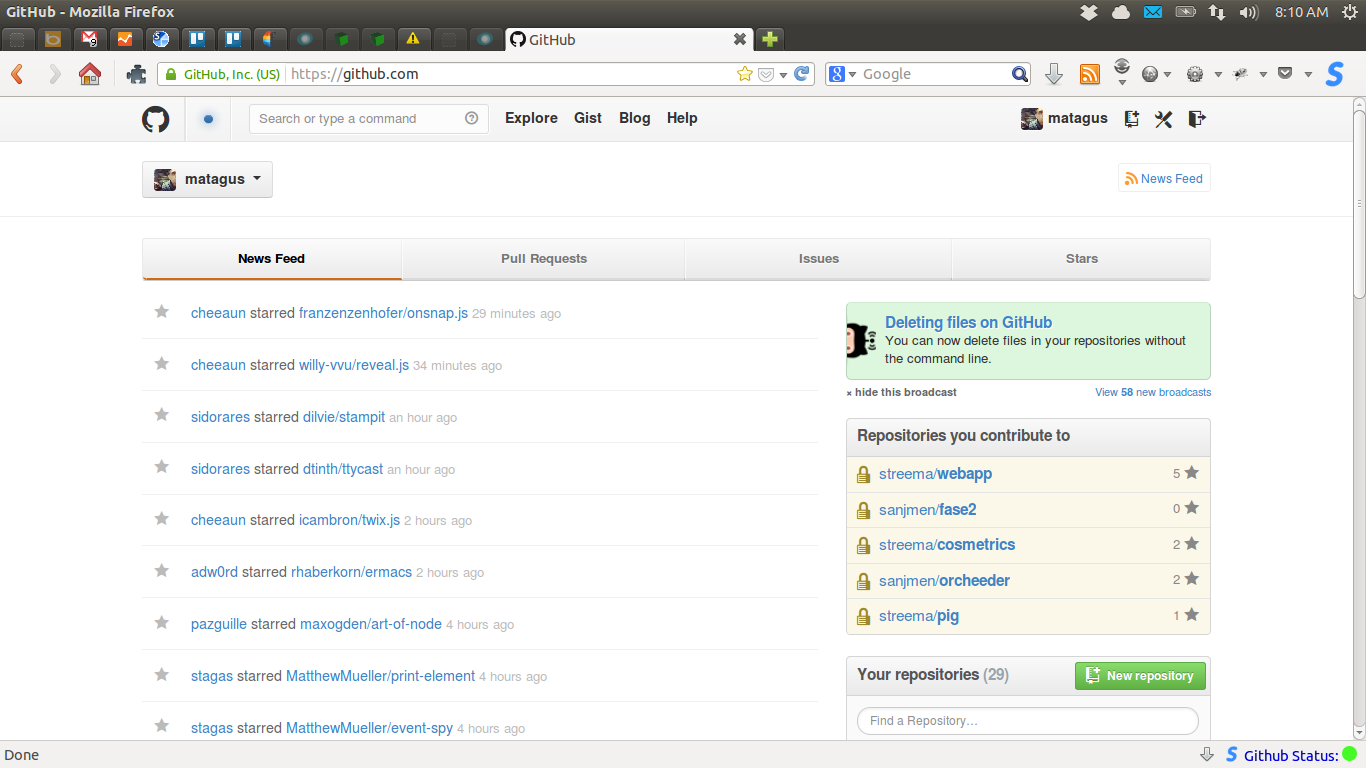 GitHub - Mozilla Firefox
8:10 AM
9
GitHub
GitHub, Inc. (US)
https://github.com
Google
Search or type a command
Explore
Gist
Blog
Help
matagus
matagus
News Feed
News Feed
Pull Requests
Issues
Stars
cheeaun starred franzenzenhofer/onsnap.js 29 minutes ago
cheeaun starred willy-vvu/reveal.js 34 minutes ago
sidorares starred dilvie/stampit an hour ago
sidorares starred dtinth/ttycast an hour ago
cheeaun starred icambron/twix.js 2 hours ago
adw0rd starred rhaberkorn/ermacs 2 hours ago
pazguille starred maxogden/art-of-node 4 hours ago
stagas starred MatthewMueller/print-element 4 hours ago
stagas starred MatthewMueller/event-spy 4 hours ago
Deleting files on GitHub
You can now delete files in your repositories without
the command line.
× hide this broadcast
View 58 new broadcasts
Repositories you contribute to
streema/webapp 5
sanjmen/fase2 0
streema/cosmetrics 2
sanjmen/orcheeder 2
streema/pig 1
Your repositories (29)
New repository
Find a Repository…
Done
Github Status: